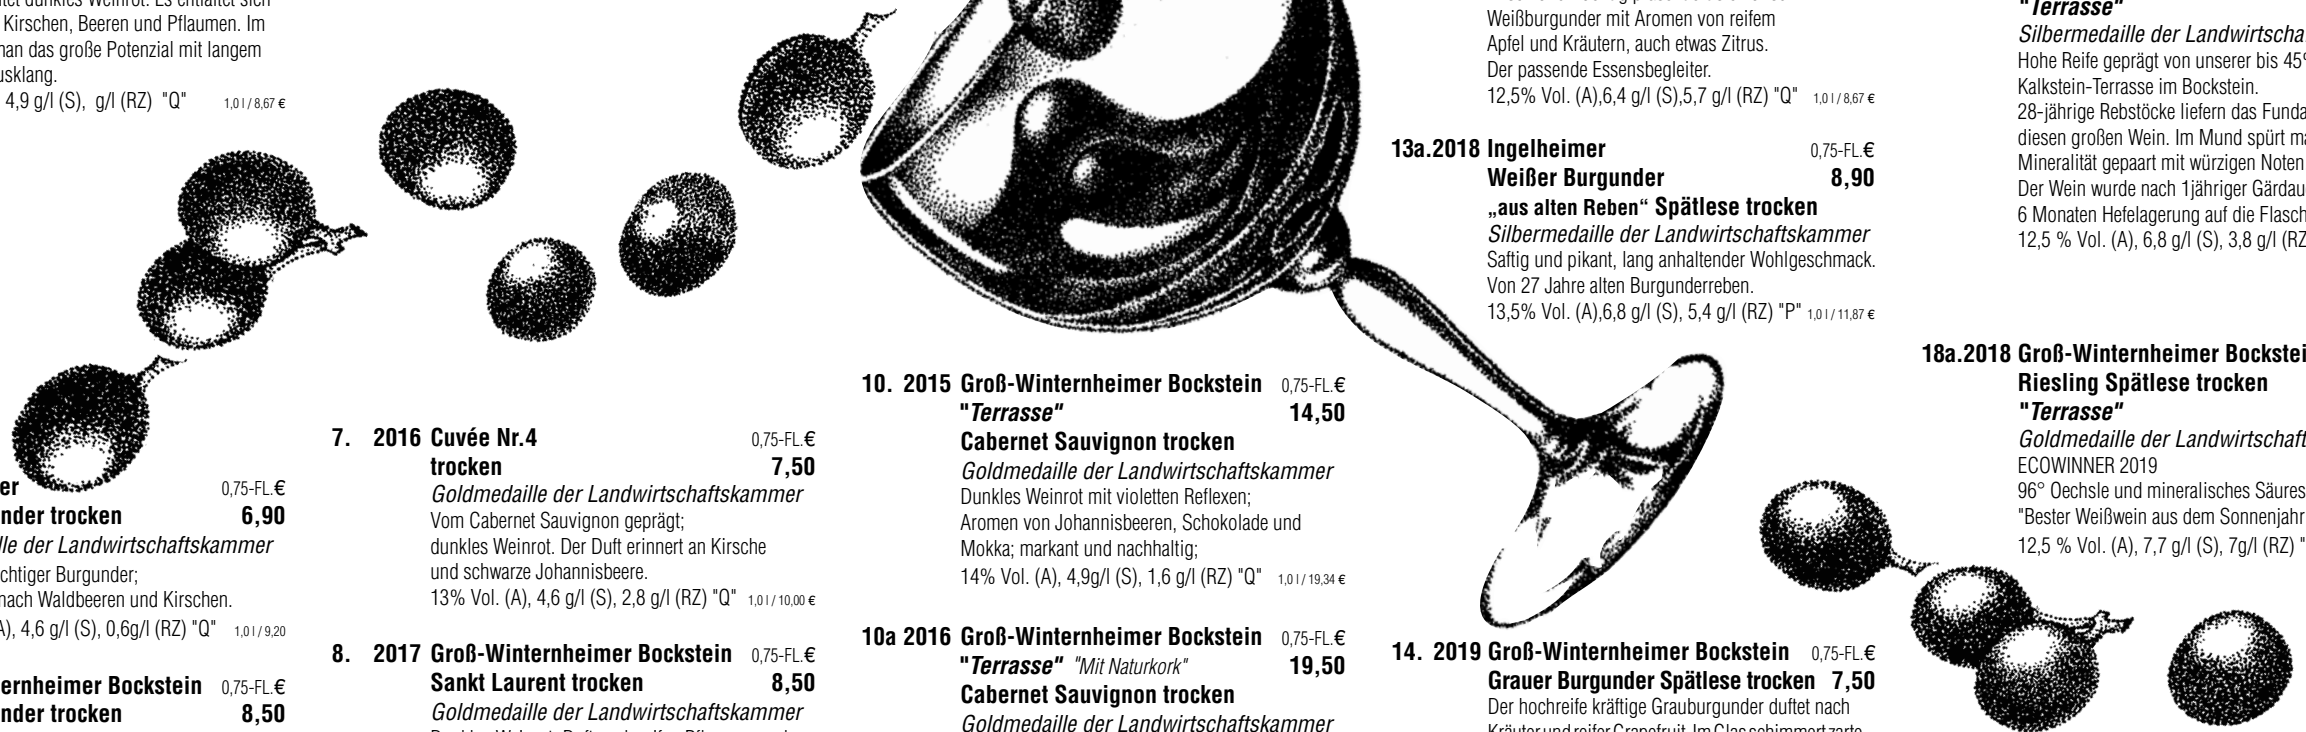 dunkles Weinrot. Es entfaltet sich
Kirschen, Beeren und Pflaumen. Im
das große Potenzial mit langem
4,9 g/l (S), g/l (RZ) "Q" 1,0 l / 8,67 €
er 0,75-FL.€
nder trocken 6,90
lle der Landwirtschaftskammer
chtiger Burgunder;
nach Waldbeeren und Kirschen.
A), 4,6 g/l (S), 0,6g/l (RZ) "Q" 1,0 l / 9,20
ernheimer Bockstein 0,75-FL.€
nder trocken 8,50
7. 2016 Cuvée Nr.4 0,75-FL.€
trocken 7,50
Goldmedaille der Landwirtschaftskammer
Vom Cabernet Sauvignon geprägt;
dunkles Weinrot. Der Duft erinnert an Kirsche
und schwarze Johannisbeere.
13% Vol. (A), 4,6 g/l (S), 2,8 g/l (RZ) "Q" 1,0 l / 10,00 €
8. 2017 Groß-Winternheimer Bockstein 0,75-FL.€
Sankt Laurent trocken 8,50
Goldmedaille der Landwirtschaftskammer
10. 2015 Groß-Winternheimer Bockstein 0,75-FL.€
"Terrasse" 14,50
Cabernet Sauvignon trocken
Goldmedaille der Landwirtschaftskammer
Dunkles Weinrot mit violetten Reflexen;
Aromen von Johannisbeeren, Schokolade und
Mokka; markant und nachhaltig;
14% Vol. (A), 4,9g/l (S), 1,6 g/l (RZ) "Q" 1,0 l / 19,34 €
10a 2016 Groß-Winternheimer Bockstein 0,75-FL.€
"Terrasse" "Mit Naturkork" 19,50
Cabernet Sauvignon trocken
Goldmedaille der Landwirtschaftskammer
Weißburgunder mit Aromen von reifem
Apfel und Kräutern, auch etwas Zitrus.
Der passende Essensbegleiter.
12,5% Vol. (A),6,4 g/l (S),5,7 g/l (RZ) "Q" 1,0 l / 8,67 €
13a.2018 Ingelheimer 0,75-FL.€
Weißer Burgunder 8,90
„aus alten Reben“ Spätlese trocken
Silbermedaille der Landwirtschaftskammer
Saftig und pikant, lang anhaltender Wohlgeschmack.
Von 27 Jahre alten Burgunderreben.
13,5% Vol. (A),6,8 g/l (S), 5,4 g/l (RZ) "P" 1,0 l / 11,87 €
14. 2019 Groß-Winternheimer Bockstein 0,75-FL.€
Grauer Burgunder Spätlese trocken 7,50
Der hochreife kräftige Grauburgunder duftet nach
Kräuter und reifer Grapefruit. Im Glas schimmert zarte
"Terrasse"
Silbermedaille der Landwirtscha
Hohe Reife geprägt von unserer bis 45°
Kalkstein-Terrasse im Bockstein.
28-jährige Rebstöcke liefern das Funda
diesen großen Wein. Im Mund spürt ma
Mineralität gepaart mit würzigen Noten
Der Wein wurde nach 1jähriger Gärdau
6 Monaten Hefelagerung auf die Flasch
12,5 % Vol. (A), 6,8 g/l (S), 3,8 g/l (RZ
18a.2018 Groß-Winternheimer Bockstei
Riesling Spätlese trocken
"Terrasse"
Goldmedaille der Landwirtschaft
ECOWINNER 2019
96° Oechsle und mineralisches Säures
"Bester Weißwein aus dem Sonnenjahr
12,5 % Vol. (A), 7,7 g/l (S), 7g/l (RZ) "